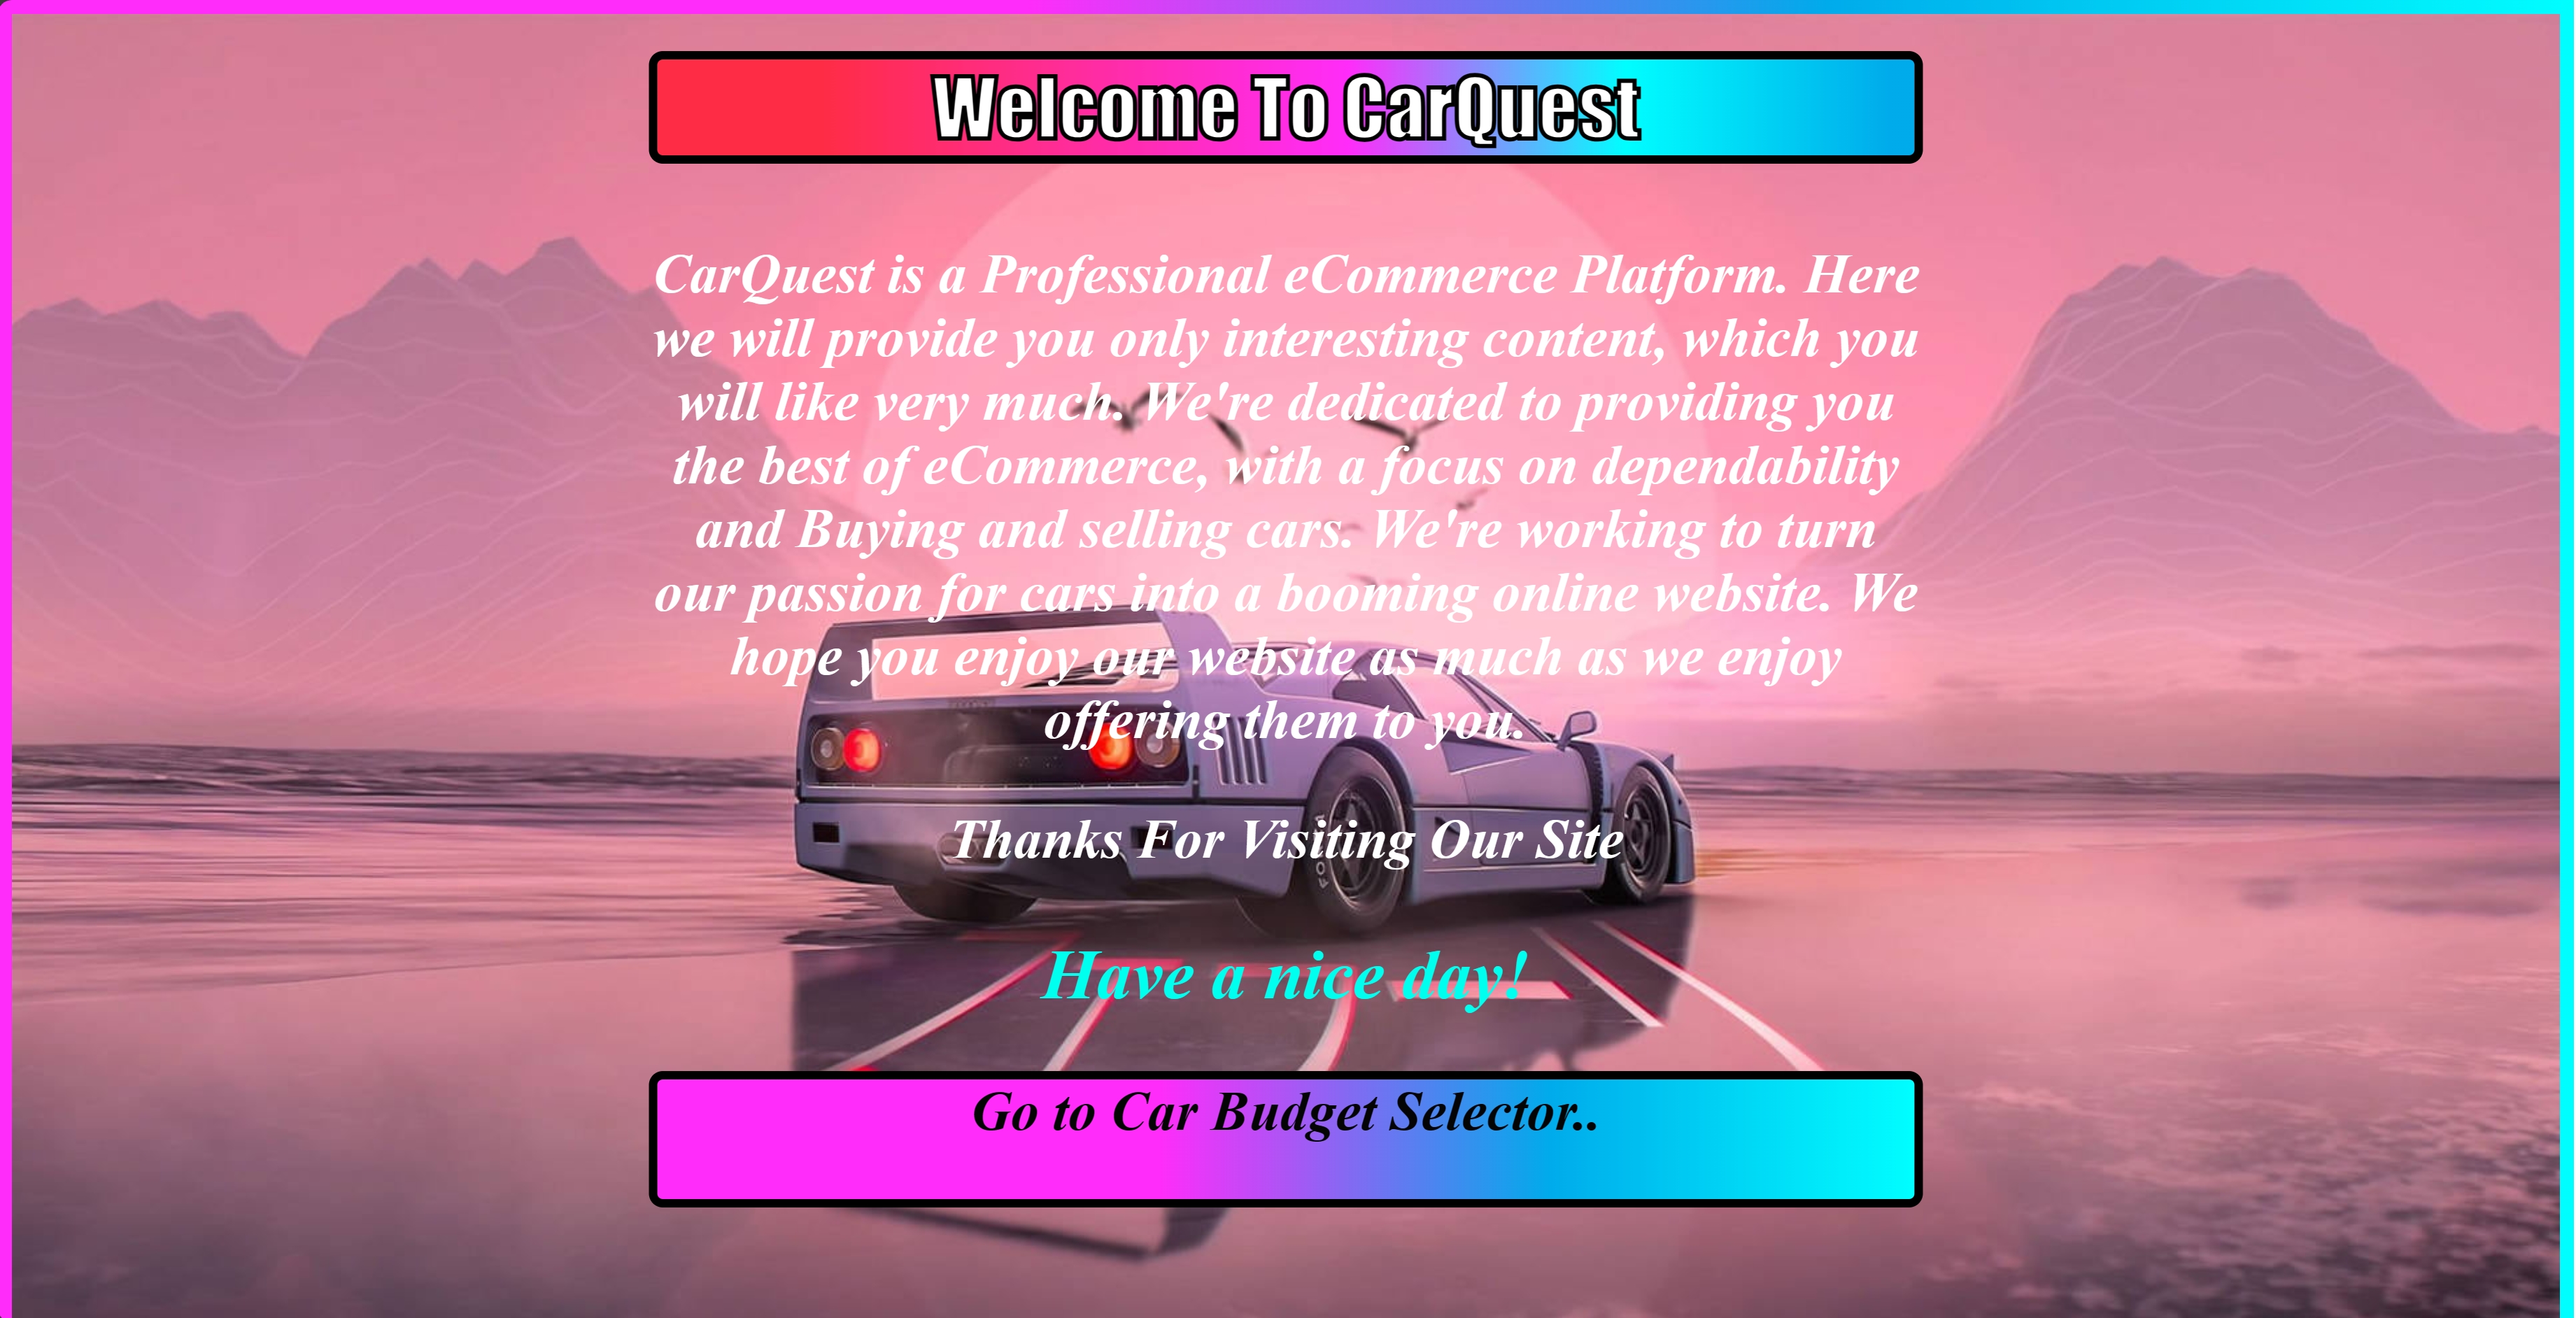 Welcome To CarQuest
CarQuest is a Professional eCommerce Platform. Here
we will provide you only interesting content, which you
will like very much. We're dedicated to providing you
the best of eCommerce, with a focus on dependability
and Buying and selling cars. We're working to turn
our passion for cars into a booming online website. We
hope you enjoy our website as much as we enjoy
offering them to you.
Thanks For Visiting Our Site
Have a nice day!
Go to Car Budget Selector..